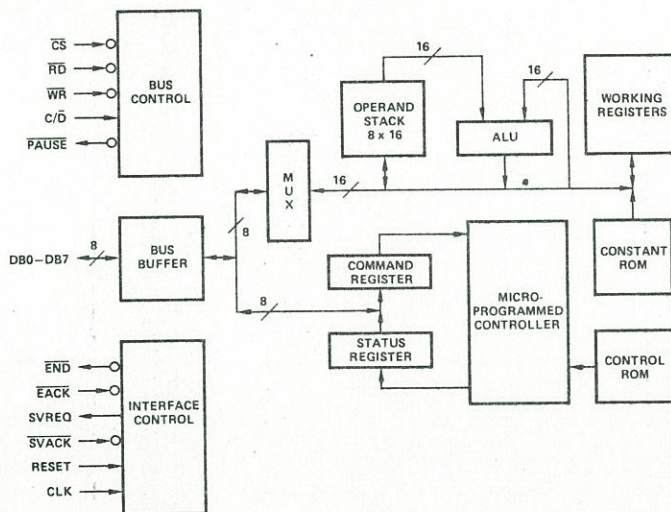 CS
RD
WR
C/D
PAUSE
BUS
CONTROL
DB0–DB7
8
BUS
BUFFER
8
8
MUX
16
16
OPERAND
STACK
8 x 16
ALU
16
WORKING
REGISTERS
CONSTANT
ROM
COMMAND
REGISTER
STATUS
REGISTER
MICRO-
PROGRAMMED
CONTROLLER
CONTROL
ROM
END
EACK
SVREQ
SVACK
RESET
CLK
INTERFACE
CONTROL